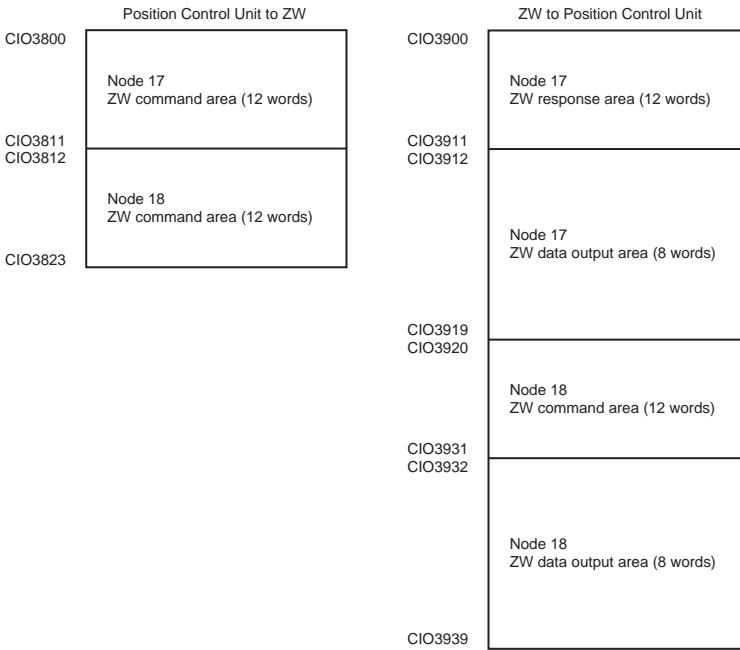 Position Control Unit to ZW
CIO3800
Node 17
ZW command area (12 words)
CIO3811
CIO3812
Node 18
ZW command area (12 words)
CIO3823
ZW to Position Control Unit
CIO3900
Node 17
ZW response area (12 words)
CIO3911
CIO3912
Node 17
ZW data output area (8 words)
CIO3919
CIO3920
Node 18
ZW command area (12 words)
CIO3931
CIO3932
Node 18
ZW data output area (8 words)
CIO3939